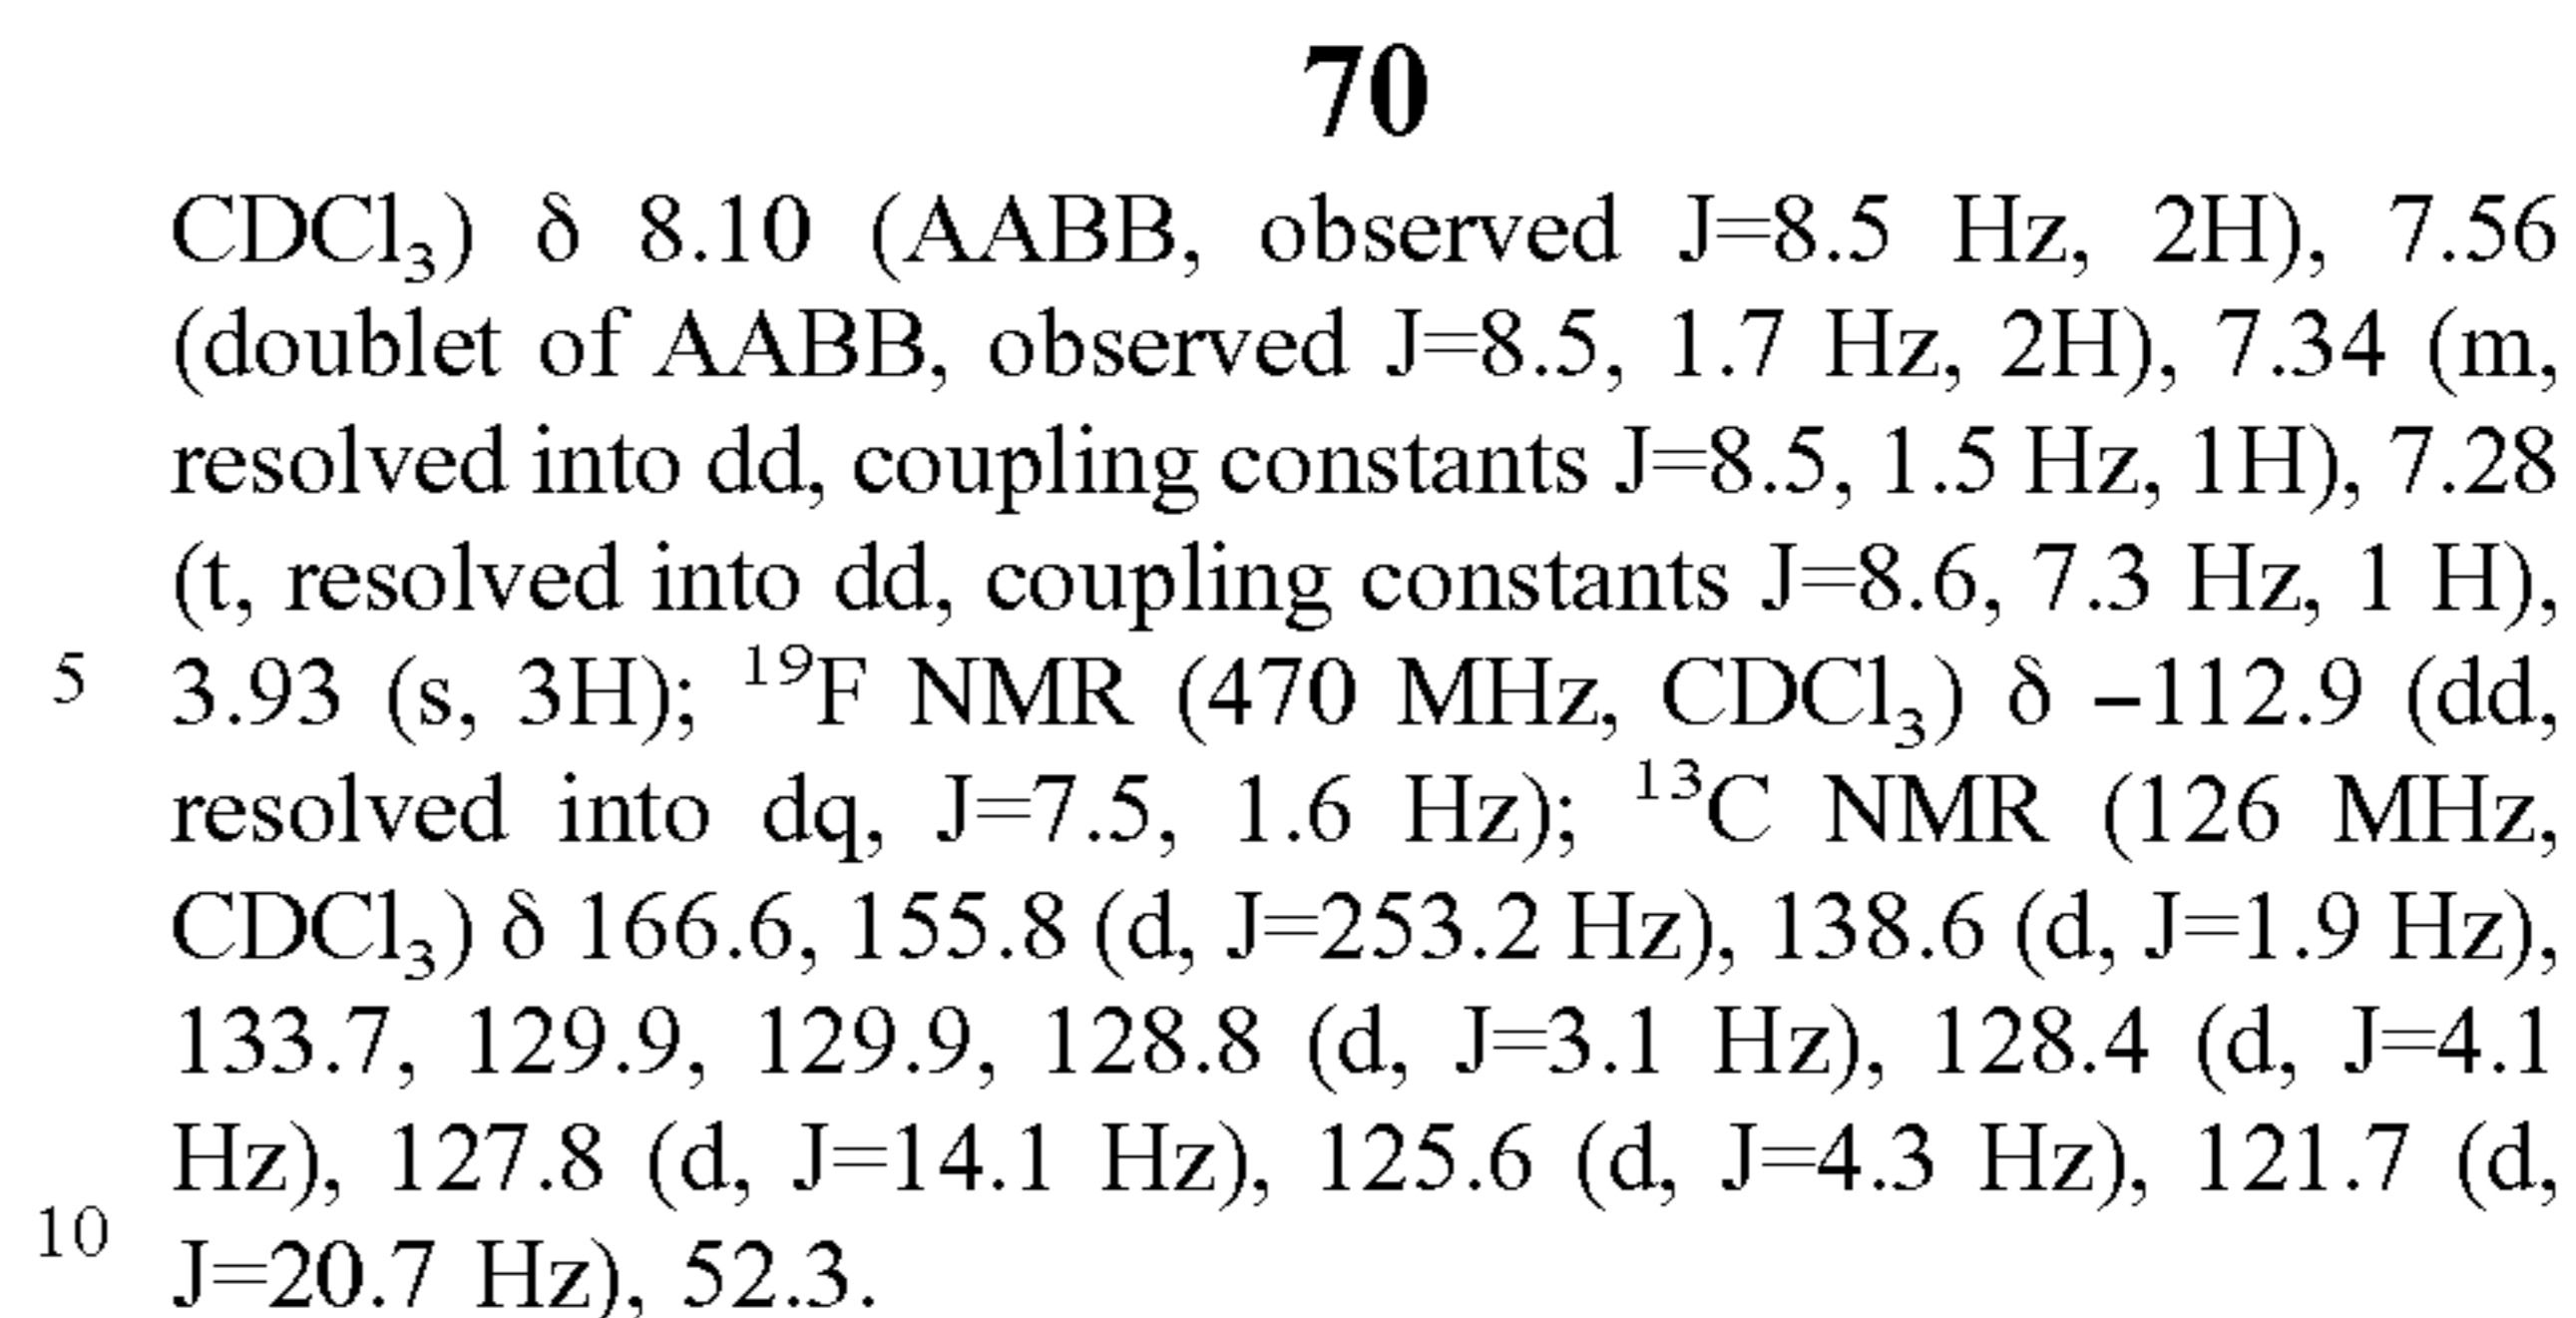 70
CDCl₃) δ 8.10 (AABB, observed J=8.5 Hz, 2H), 7.56
(doublet of AABB, observed J=8.5, 1.7 Hz, 2H), 7.34 (m,
resolved into dd, coupling constants J=8.5, 1.5 Hz, 1H), 7.28
(t, resolved into dd, coupling constants J=8.6, 7.3 Hz, 1 H),
5 3.93 (s, 3H); ¹⁹F NMR (470 MHz, CDCl₃) δ −112.9 (dd,
resolved into dq, J=7.5, 1.6 Hz); ¹³C NMR (126 MHz,
CDCl₃) δ 166.6, 155.8 (d, J=253.2 Hz), 138.6 (d, J=1.9 Hz),
133.7, 129.9, 129.9, 128.8 (d, J=3.1 Hz), 128.4 (d, J=4.1
Hz), 127.8 (d, J=14.1 Hz), 125.6 (d, J=4.3 Hz), 121.7 (d,
10 J=20.7 Hz), 52.3.